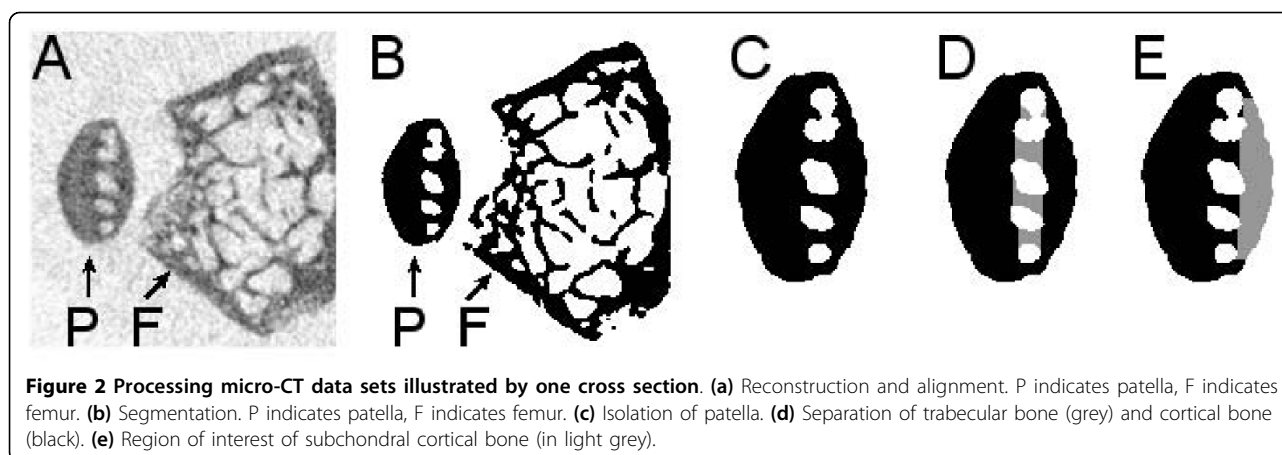 A B C D E
P F P F
Figure 2 Processing micro-CT data sets illustrated by one cross section. (a) Reconstruction and alignment. P indicates patella, F indicates
femur. (b) Segmentation. P indicates patella, F indicates femur. (c) Isolation of patella. (d) Separation of trabecular bone (grey) and cortical bone
(black). (e) Region of interest of subchondral cortical bone (in light grey).